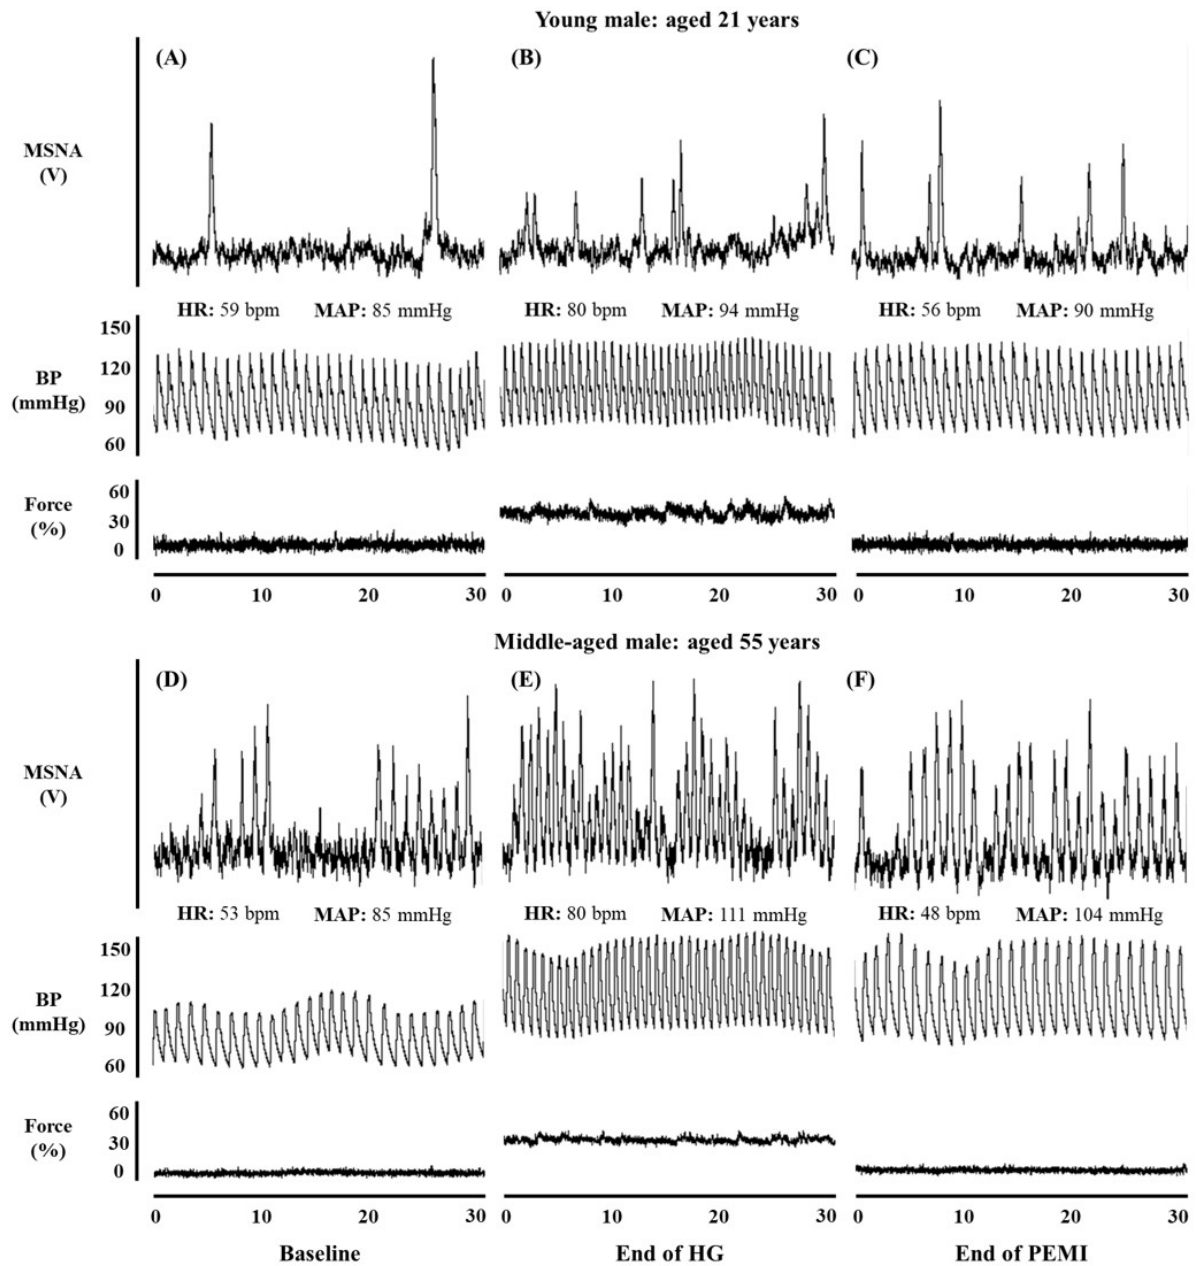 Young male: aged 21 years
(A) (B) (C)
MSNA
(V)
HR: 59 bpm MAP: 85 mmHg HR: 80 bpm MAP: 94 mmHg HR: 56 bpm MAP: 90 mmHg
150
120
BP
(mmHg)
90
60
60
Force
(%)
30
0
0 10 20 30 0 10 20 30 0 10 20 30
Middle-aged male: aged 55 years
(D) (E) (F)
MSNA
(V)
HR: 53 bpm MAP: 85 mmHg HR: 80 bpm MAP: 111 mmHg HR: 48 bpm MAP: 104 mmHg
150
120
BP
(mmHg)
90
60
60
Force
(%)
30
0
0 10 20 30 0 10 20 30 0 10 20 30
Baseline End of HG End of PEMI